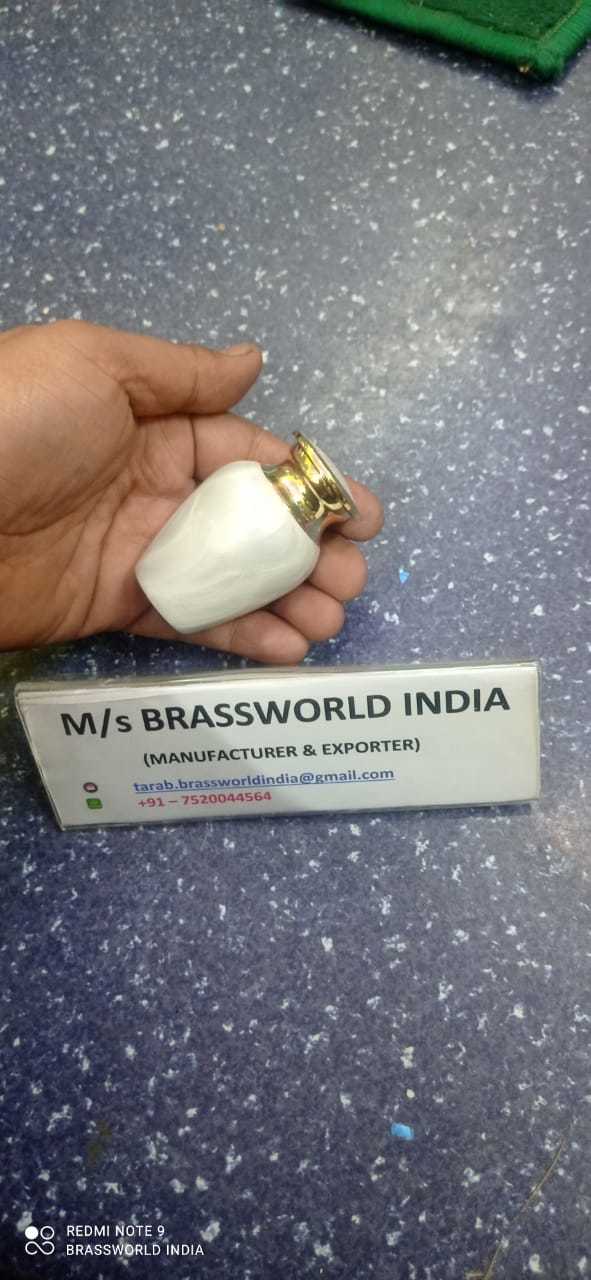 M/s BRASSWORLD INDIA
(MANUFACTURER & EXPORTER)
tarab.brassworldindia@gmail.com
+91 – 7520044564
REDMI NOTE 9
BRASSWORLD INDIA